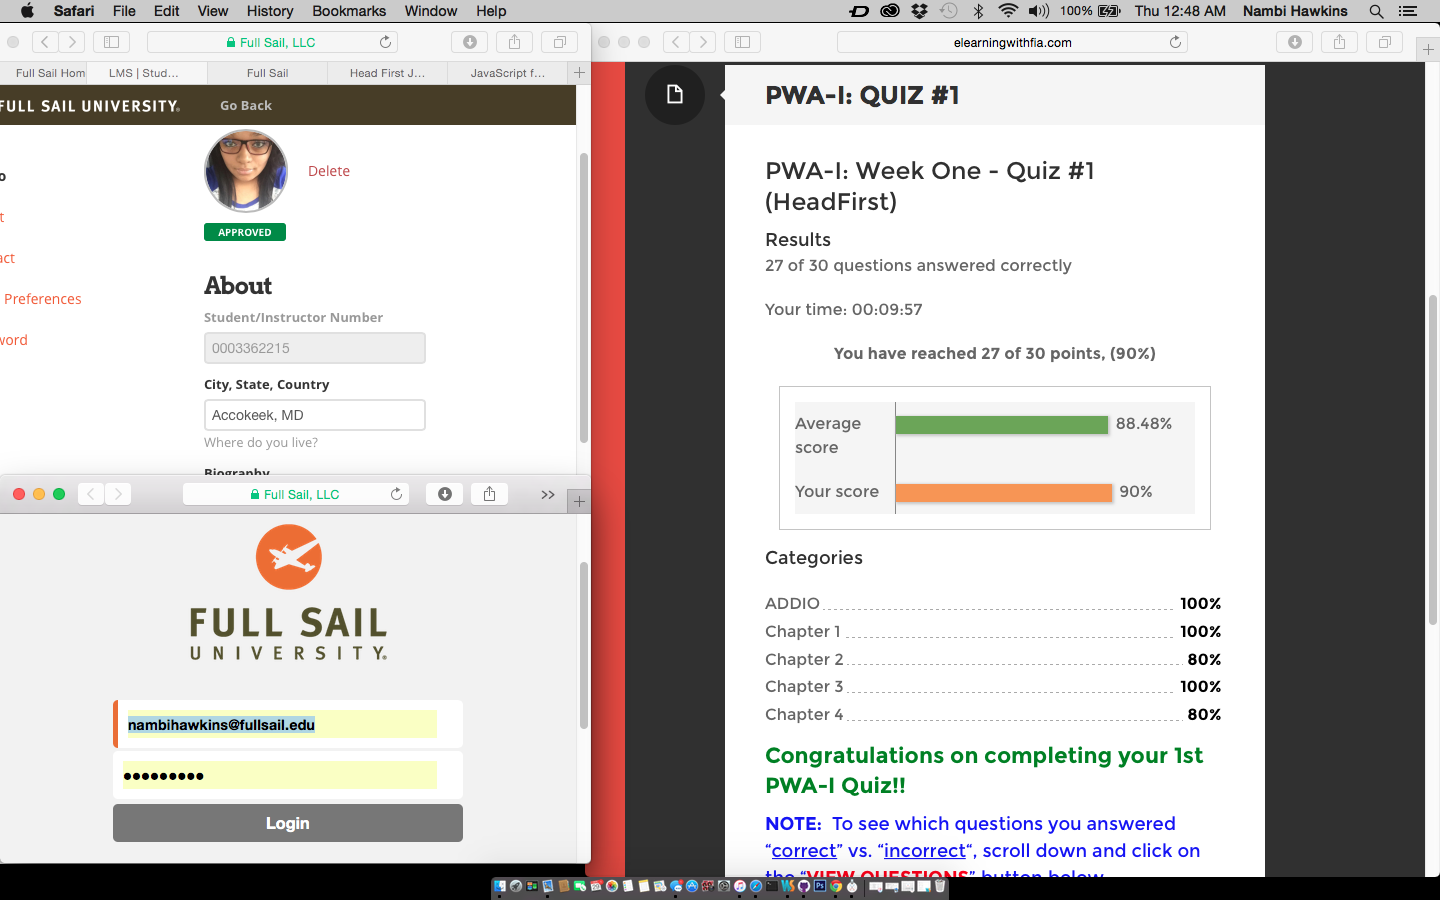 Safari File Edit View History Bookmarks Window Help 100% Thu 12:48 AM Nambi Hawkins
Full Sail, LLC
Full Sail Hom LMS | Stud... Full Sail Head First J... JavaScript f...
FULL SAIL UNIVERSITY. Go Back
o
Delete
t
APPROVED
act
About
Preferences
Student/Instructor Number
word
0003362215
City, State, Country
Accokeek, MD
Where do you live?
Biography
Full Sail, LLC
FULL SAIL
UNIVERSITY.
nambihawkins@fullsail.edu
•••••••••
Login
elearningwithfia.com
PWA-I: QUIZ #1
PWA-I: Week One - Quiz #1
(HeadFirst)
Results
27 of 30 questions answered correctly
Your time: 00:09:57
You have reached 27 of 30 points, (90%)
Average 88.48%
score
Your score 90%
Categories
ADDIO 100%
Chapter 1 100%
Chapter 2 80%
Chapter 3 100%
Chapter 4 80%
Congratulations on completing your 1st
PWA-I Quiz!!
NOTE: To see which questions you answered
“correct” vs. “incorrect“, scroll down and click on
the “VIEW QUESTIONS” button below